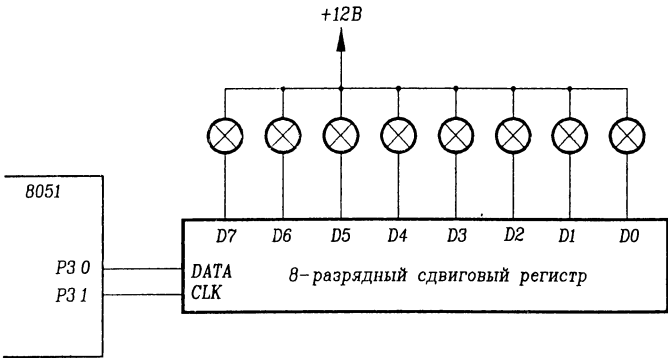 +12В
8051
D7 D6 D5 D4 D3 D2 D1 D0
P3 0 DATA
8-разрядный сдвиговый регистр
P3 1 CLK